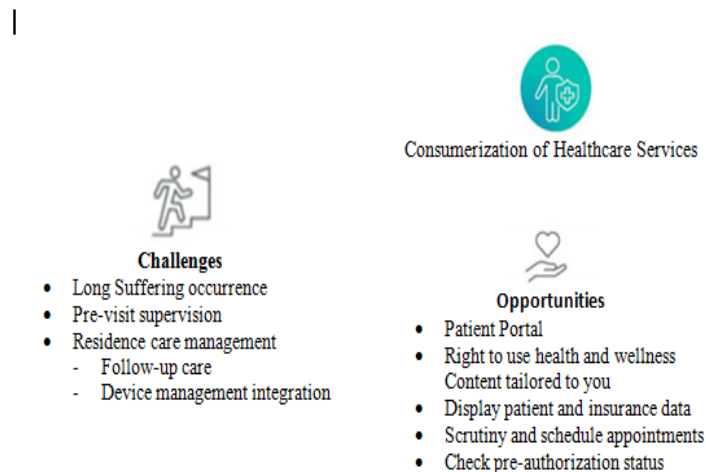 Consumerization of Healthcare Services
Challenges
• Long Suffering occurrence
• Pre-visit supervision
• Residence care management
- Follow-up care
- Device management integration
Opportunities
• Patient Portal
• Right to use health and wellness
Content tailored to you
• Display patient and insurance data
• Scrutiny and schedule appointments
• Check pre-authorization status